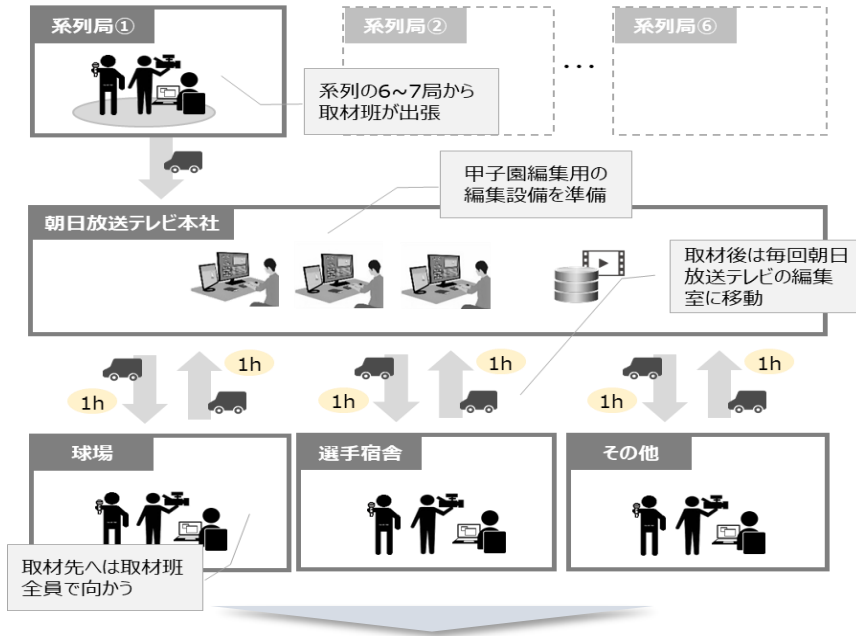 系列局①
系列局②
系列局⑥
…
系列の6~7局から
取材班が出張
甲子園編集用の
編集設備を準備
朝日放送テレビ本社
取材後は毎回朝日
放送テレビの編集
室に移動
1h
1h
1h
1h
1h
1h
球場
選手宿舎
その他
取材先へは取材班
全員で向かう